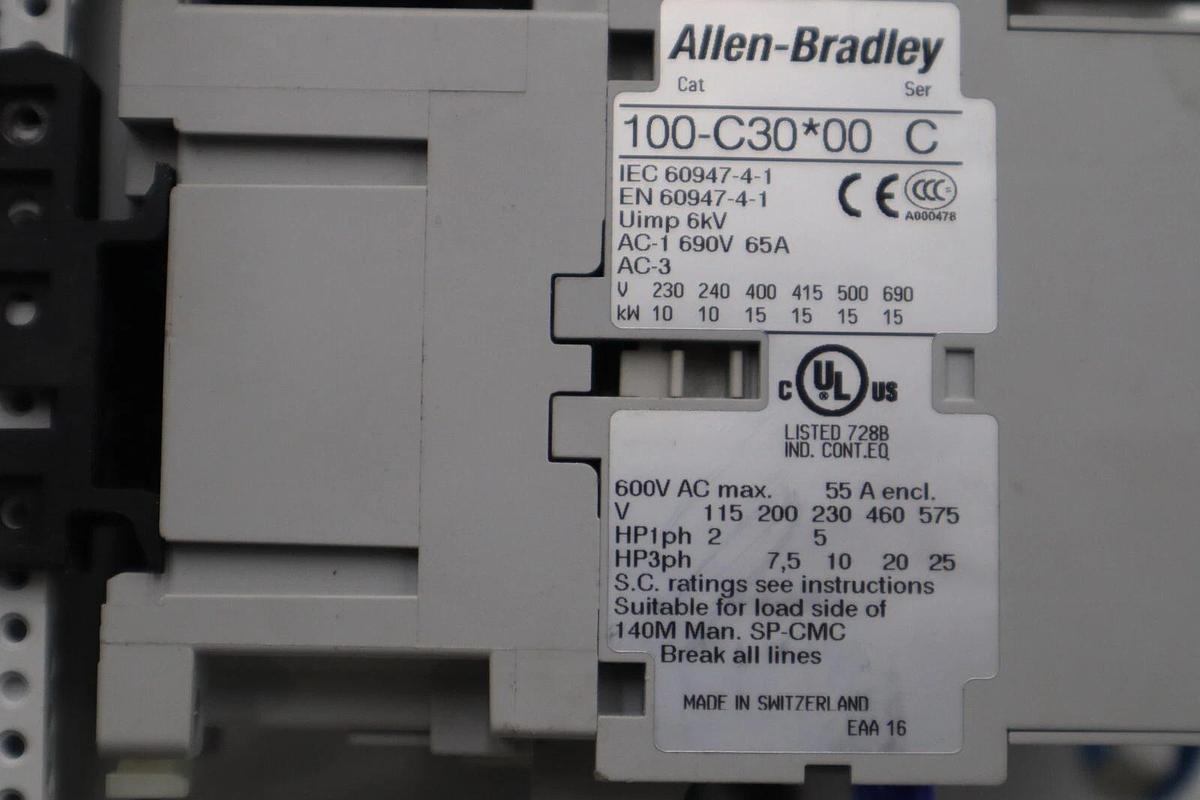 Allen-Bradley
Cat Ser
100-C30*00 C
IEC 60947-4-1
EN 60947-4-1
CE CCC S
A000478
Uimp 6kV
AC-1 690V 65A
AC-3
V 230 240 400 415 500 690
kW 10 10 15 15 15 15
C UL ® US
LISTED 728B
IND. CONT.EQ
600V AC max. 55 A encl.
V 115 200 230 460 575
HP1ph 2 5
HP3ph 7,5 10 20 25
S.C. ratings see instructions
Suitable for load side of
140M Man. SP-CMC
Break all lines
MADE IN SWITZERLAND
EAA 16